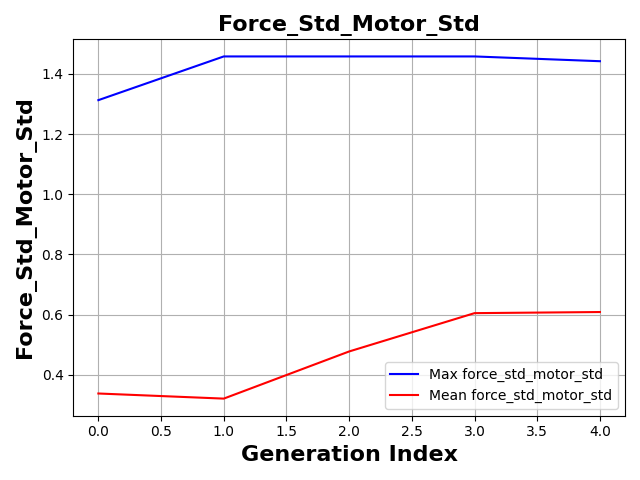 Force_Std_Motor_Std
Force_Std_Motor_Std
1.4
1.2
1.0
0.8
0.6
0.4
Max force_std_motor_std
Mean force_std_motor_std
0.0 0.5 1.0 1.5 2.0 2.5 3.0 3.5 4.0
Generation Index